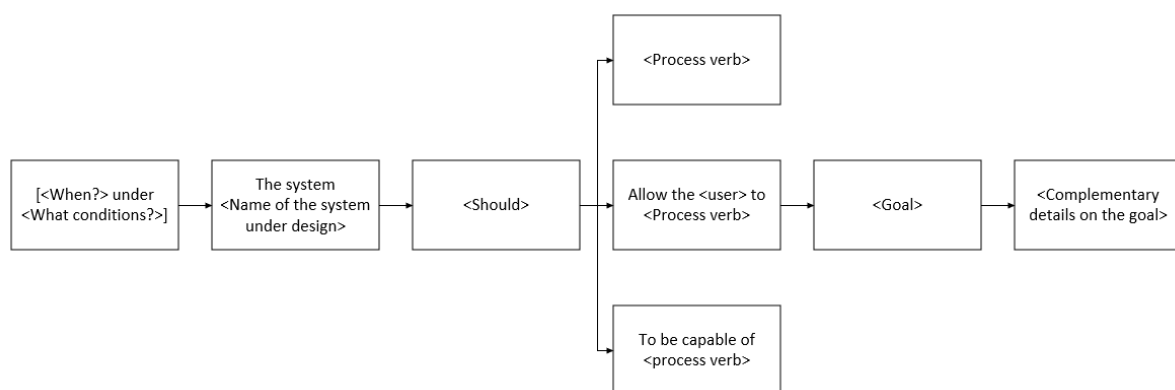 <Process verb>
[<When?> under
<What conditions?>]
The system
<Name of the system
under design>
<Should>
Allow the <user> to
<Process verb>
<Goal>
<Complementary
details on the goal>
To be capable of
<process verb>